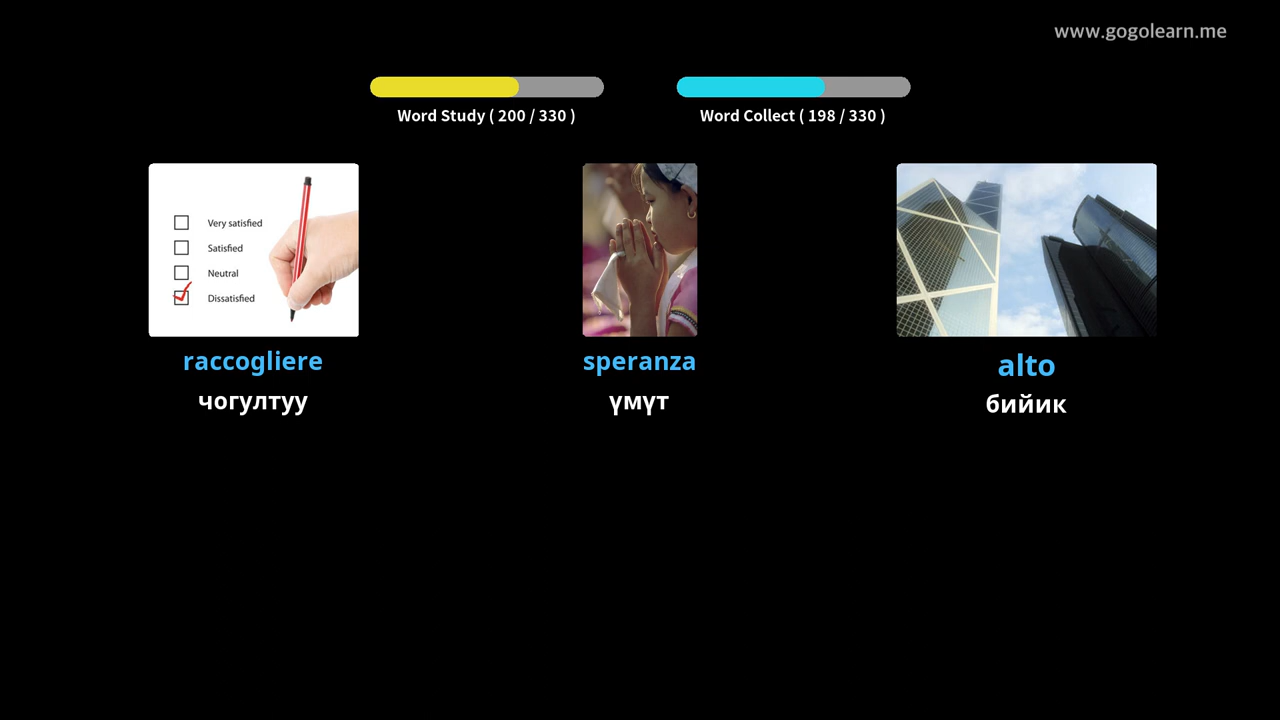 www.gogolearn.me
Word Study ( 200 / 330 )
Word Collect ( 198 / 330 )
Very satisfied
Satisfied
Neutral
Dissatisfied
raccogliere
speranza
alto
чогултуу
үмүт
бийик